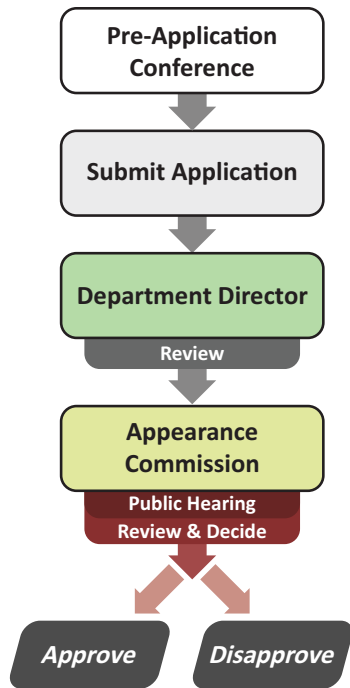 Pre-Application
Conference
Submit Application
Department Director
Review
Appearance
Commission
Public Hearing
Review & Decide
Approve
Disapprove